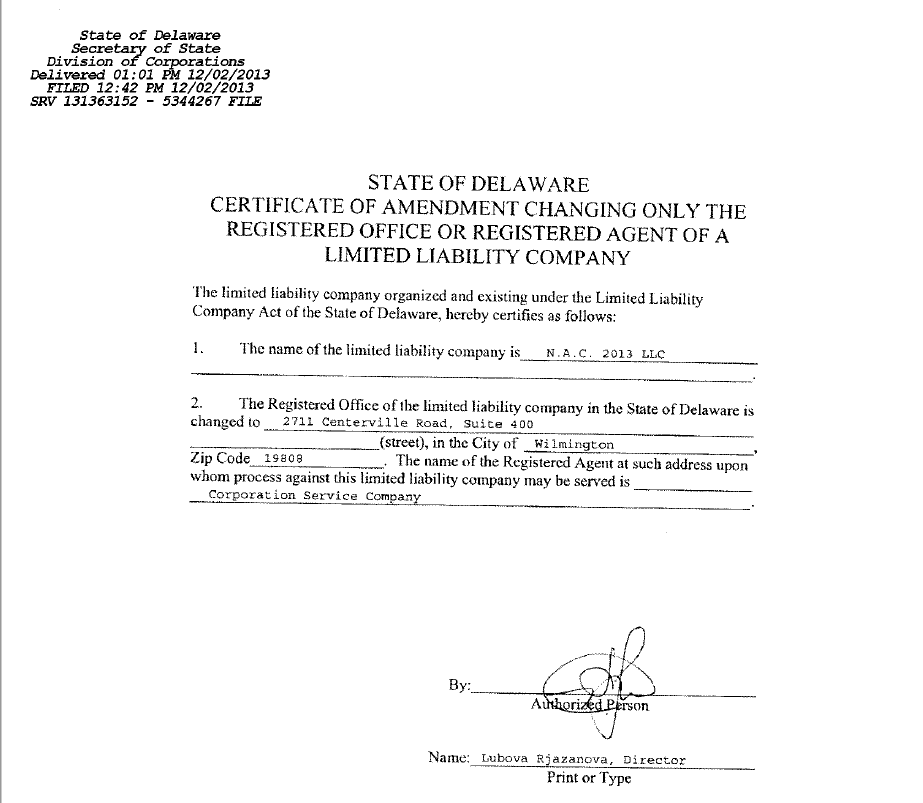 State of Delaware
Secretary of State
Division of Corporations
Delivered 01:01 PM 12/02/2013
FILED 12:42 PM 12/02/2013
SRV 131363152 - 5344267 FILE
STATE OF DELAWARE
CERTIFICATE OF AMENDMENT CHANGING ONLY THE
REGISTERED OFFICE OR REGISTERED AGENT OF A
LIMITED LIABILITY COMPANY
The limited liability company organized and existing under the Limited Liability
Company Act of the State of Delaware, hereby certifies as follows:
1. The name of the limited liability company is N.A.C. 2013 LLC
.
2. The Registered Office of the limited liability company in the State of Delaware is
changed to 2711 Centerville Road, Suite 400
(street), in the City of Wilmington ,
Zip Code 19808 . The name of the Registered Agent at such address upon
whom process against this limited liability company may be served is
Corporation Service Company .
By:
Authorized Person
Name: Lubova Rjazanova, Director
Print or Type